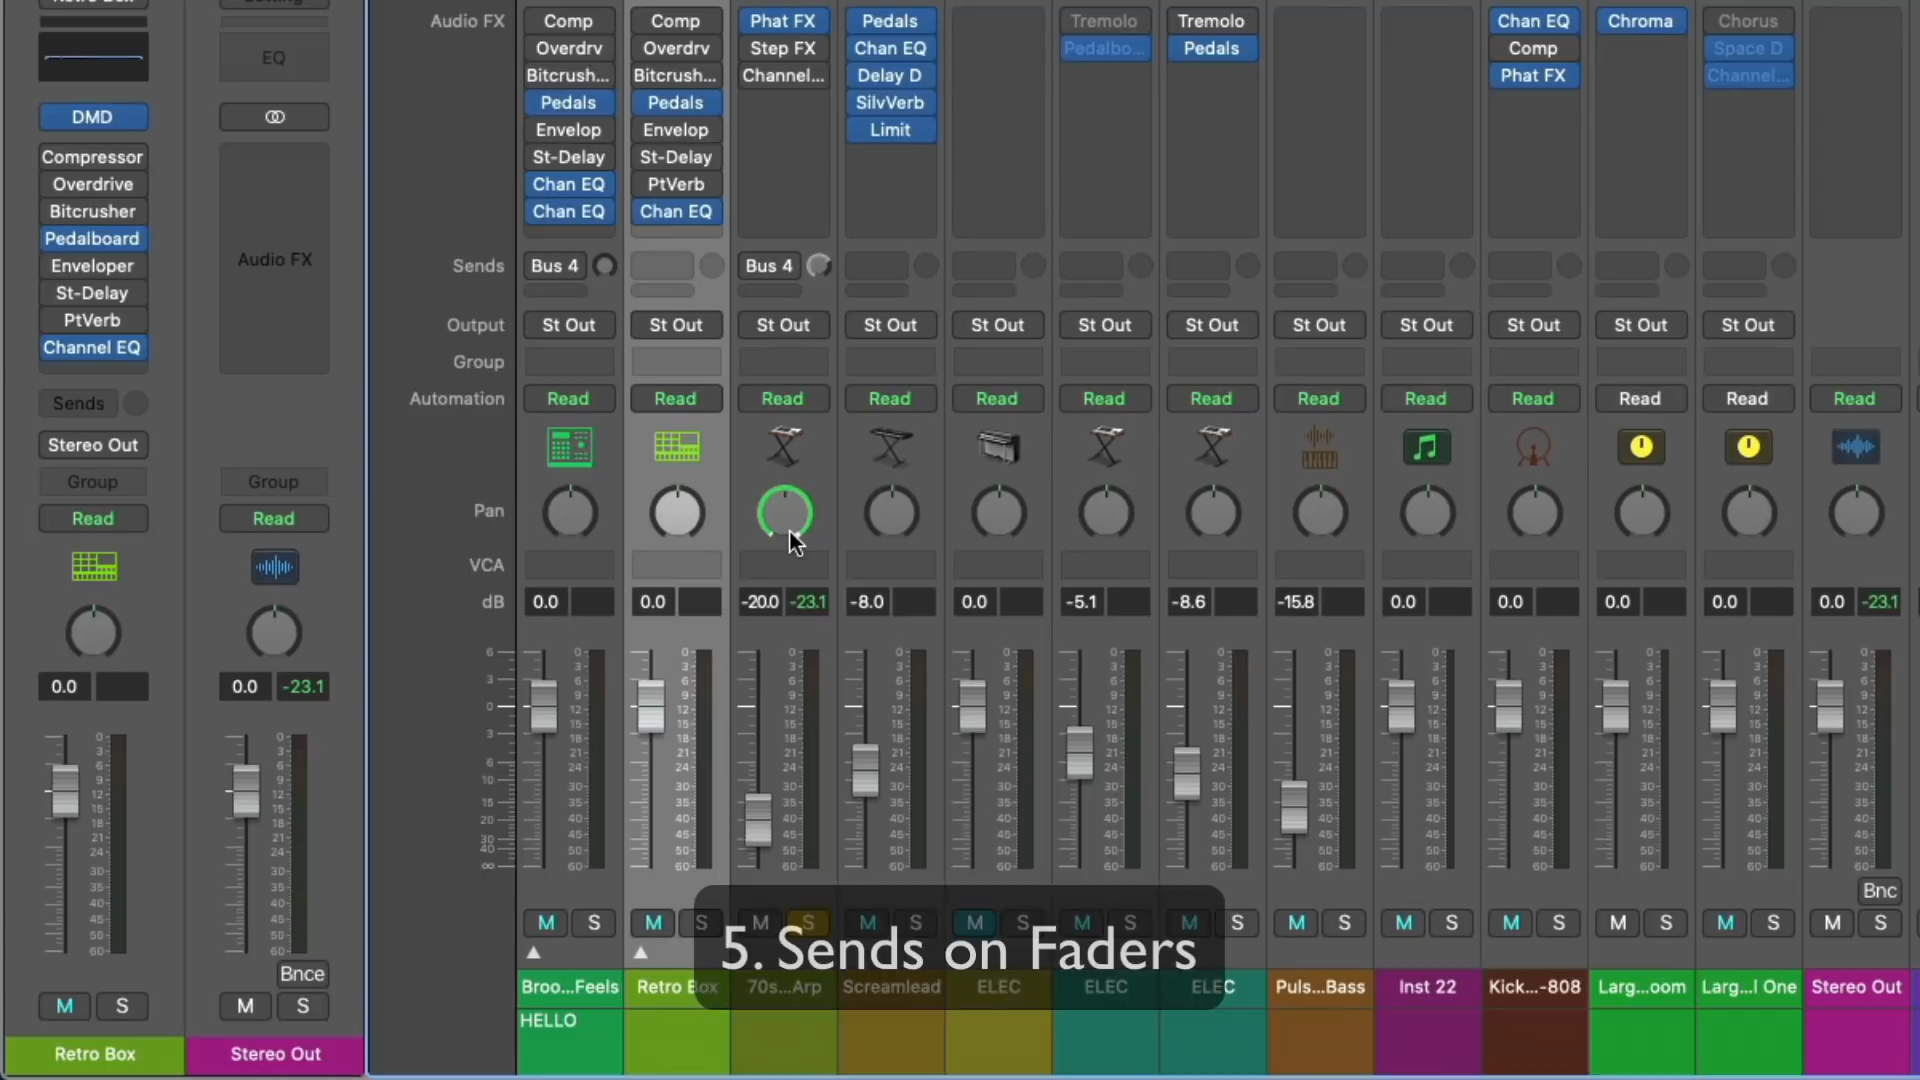 Audio FX
Comp
Comp
Phat FX
Pedals
Tremolo
Tremolo
Chan EQ
Chroma
Chorus
Overdrv
Overdrv
Step FX
Chan EQ
Pedalbo...
Pedals
Comp
Space D
Bitcrush...
Bitcrush...
Channel...
Delay D
Phat FX
Channel...
Pedals
Pedals
SilvVerb
Envelop
Envelop
Limit
St-Delay
St-Delay
Chan EQ
PtVerb
Chan EQ
Chan EQ
EQ
DMD
Compressor
Overdrive
Bitcrusher
Pedalboard
Enveloper
St-Delay
PtVerb
Channel EQ
Audio FX
Sends
Stereo Out
Group
Group
Read
Read
0.0
0.0 -23.1
Bnce
M S
M S
Retro Box
Stereo Out
Sends
Bus 4
Bus 4
Output
St Out St Out St Out St Out St Out St Out St Out St Out St Out St Out St Out St Out
Group
Automation
Read Read Read Read Read Read Read Read Read Read Read Read Read
Pan
VCA
dB
0.0 0.0 -20.0 -23.1 -8.0 0.0 -5.1 -8.6 -15.8 0.0 0.0 0.0 0.0 0.0 -23.1
Bnc
M S M S M S M S M S M S M S M S M S M S M S M S M S
5. Sends on Faders
Broo...Feels
Retro Box
70s...Arp
Screamlead
ELEC
ELEC
ELEC
Puls...Bass
Inst 22
Kick...-808
Larg...oom
Larg...l One
Stereo Out
HELLO